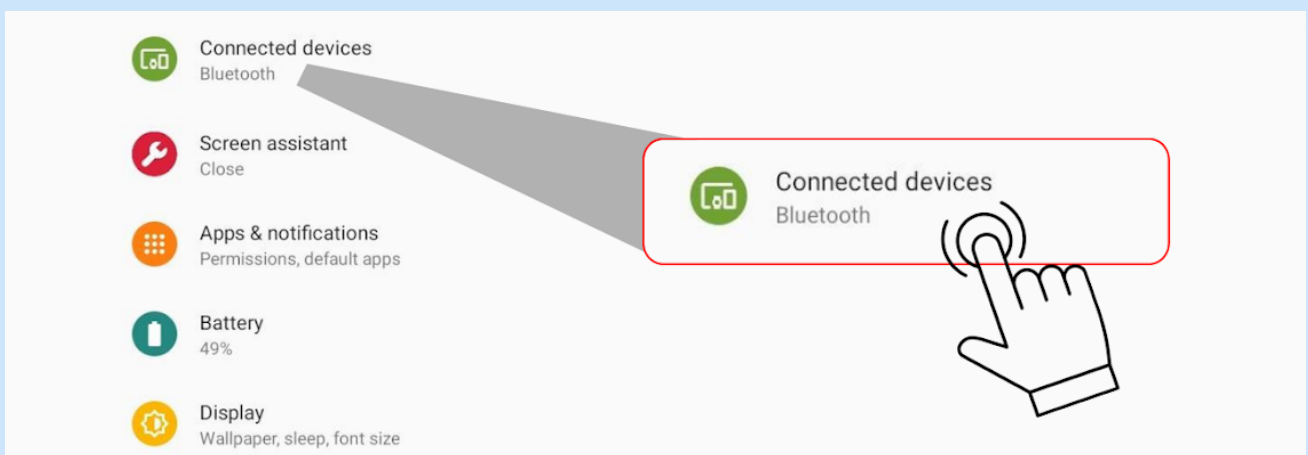 Connected devices
Bluetooth
Screen assistant
Close
Apps & notifications
Permissions, default apps
Battery
49%
Display
Wallpaper, sleep, font size
Connected devices
Bluetooth